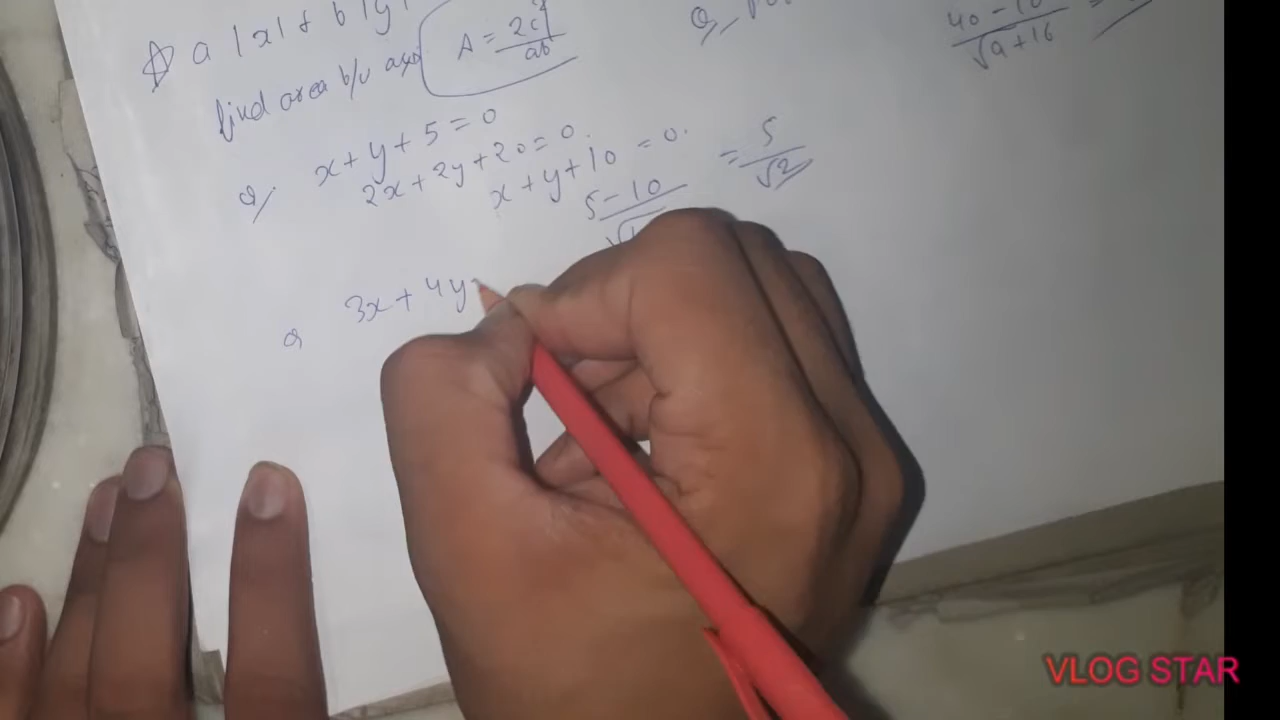 a |x| + b |y|
find area b/w
A = 2c²/ab
40 - 10/√9+16 =
Q/ x + y + 5 = 0
2x + 2y + 20 = 0
x + y + 10 = 0
5 - 10
= 5/√2
Q 3x + 4y
VLOG STAR